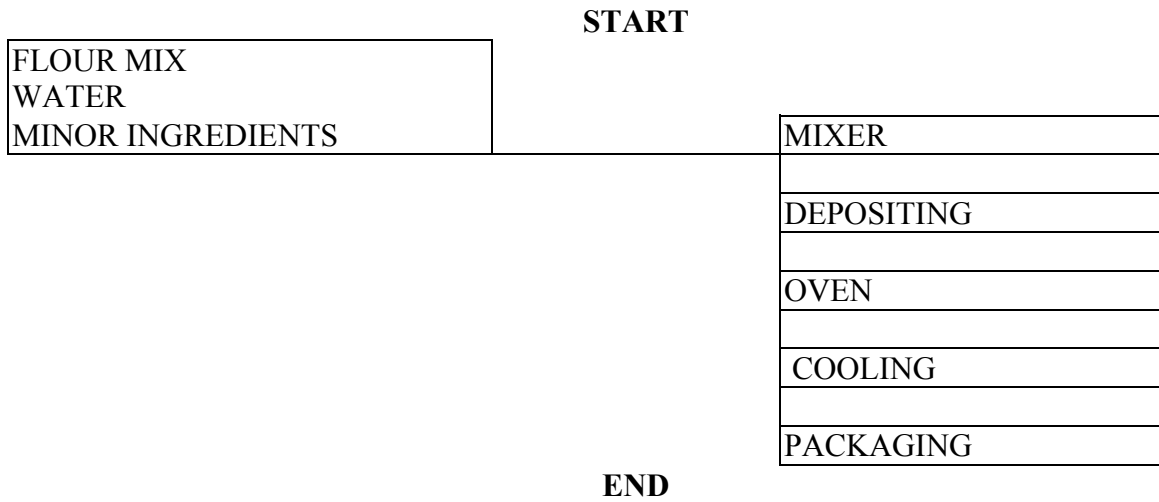 START
FLOUR MIX
WATER
MINOR INGREDIENTS
MIXER
DEPOSITING
OVEN
COOLING
PACKAGING
END